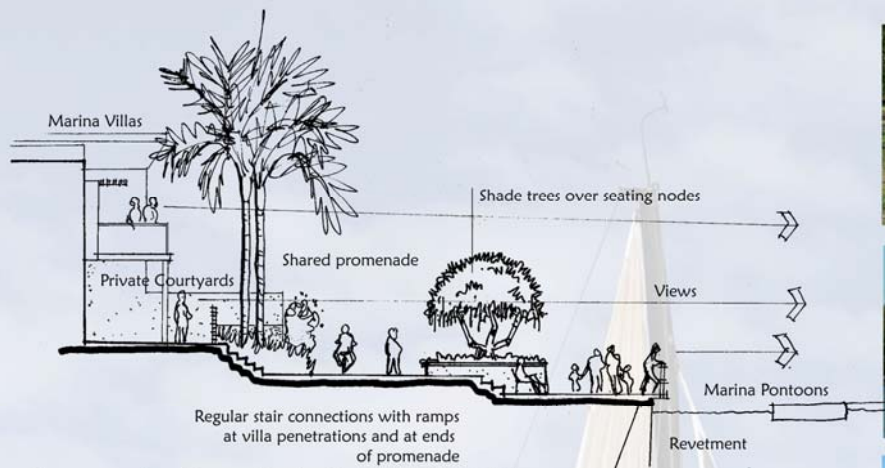 Marina Villas
Shade trees over seating nodes
Shared promenade
Private Courtyards
Views
Marina Pontoons
Regular stair connections with ramps
at villa penetrations and at ends
of promenade
Revetment